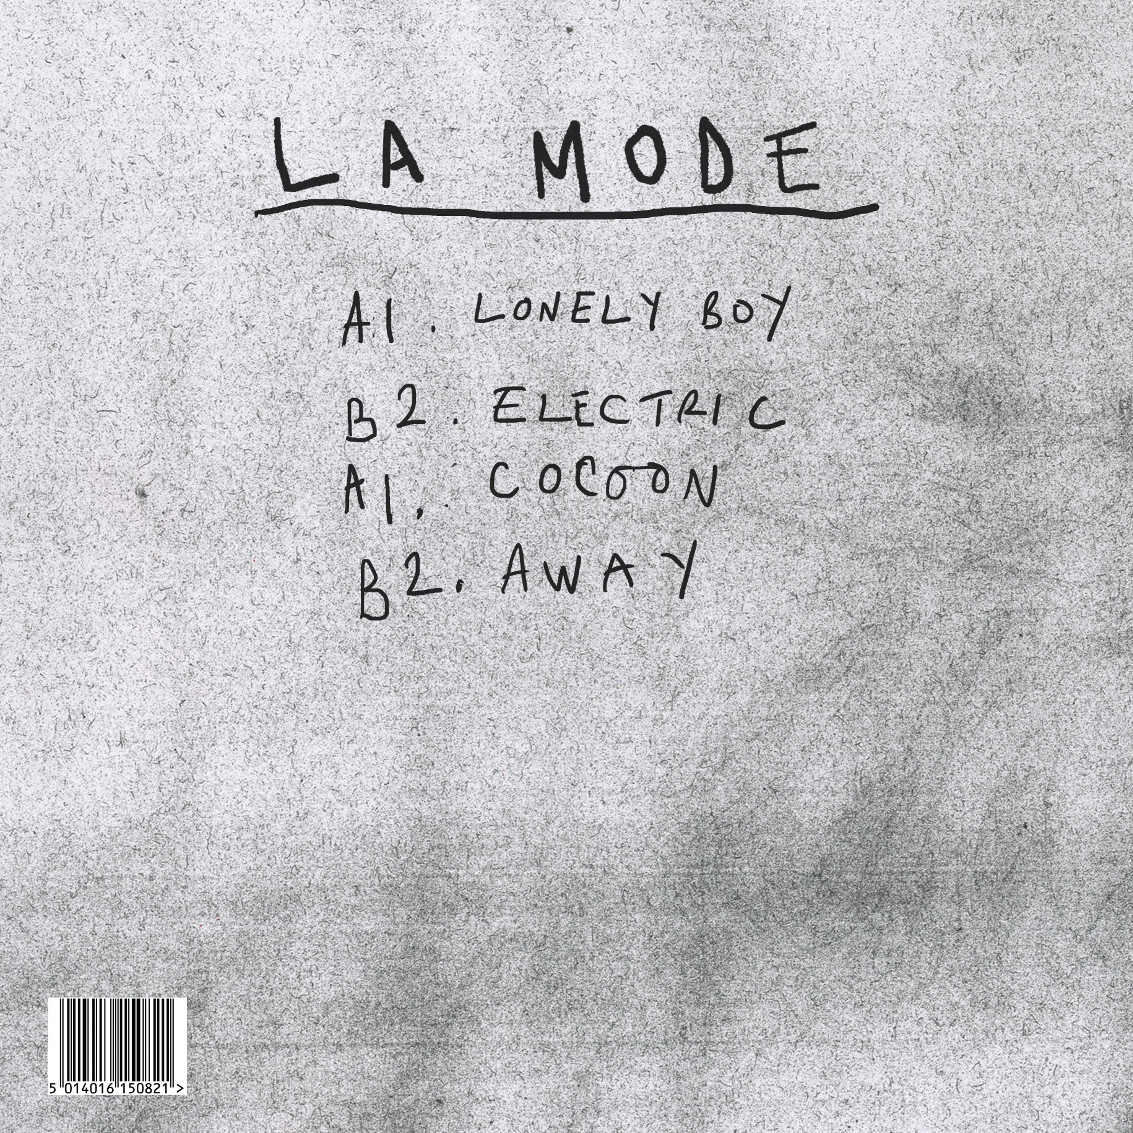 LA MODE
A1. LONELY BOY
B2. ELECTRIC
A1. COCOON
B2. AWAY
5 014016 150821 >